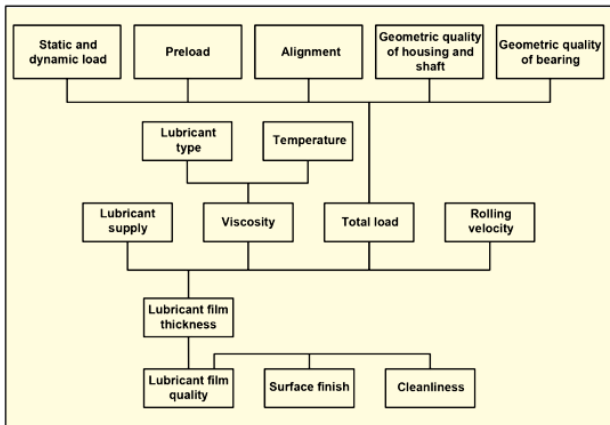 Static and
dynamic load
Preload
Alignment
Geometric quality
of housing and
shaft
Geometric quality
of bearing
Lubricant
type
Temperature
Lubricant
supply
Viscosity
Total load
Rolling
velocity
Lubricant film
thickness
Lubricant film
quality
Surface finish
Cleanliness